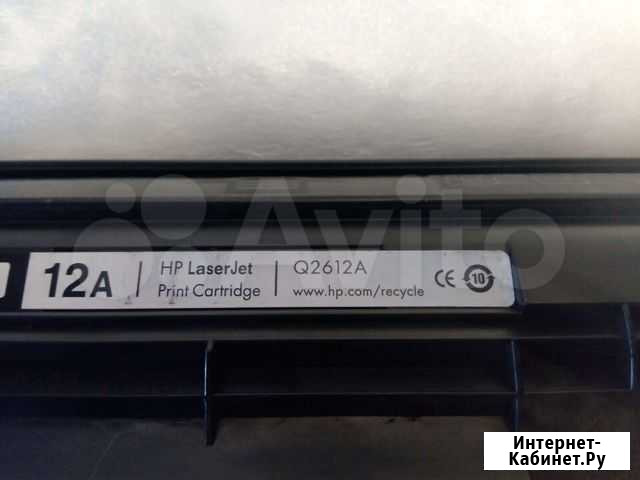 Avito
12A
HP LaserJet
Print Cartridge
Q2612A
www.hp.com/recycle
CE
10
Интернет-
Кабинет.Ру